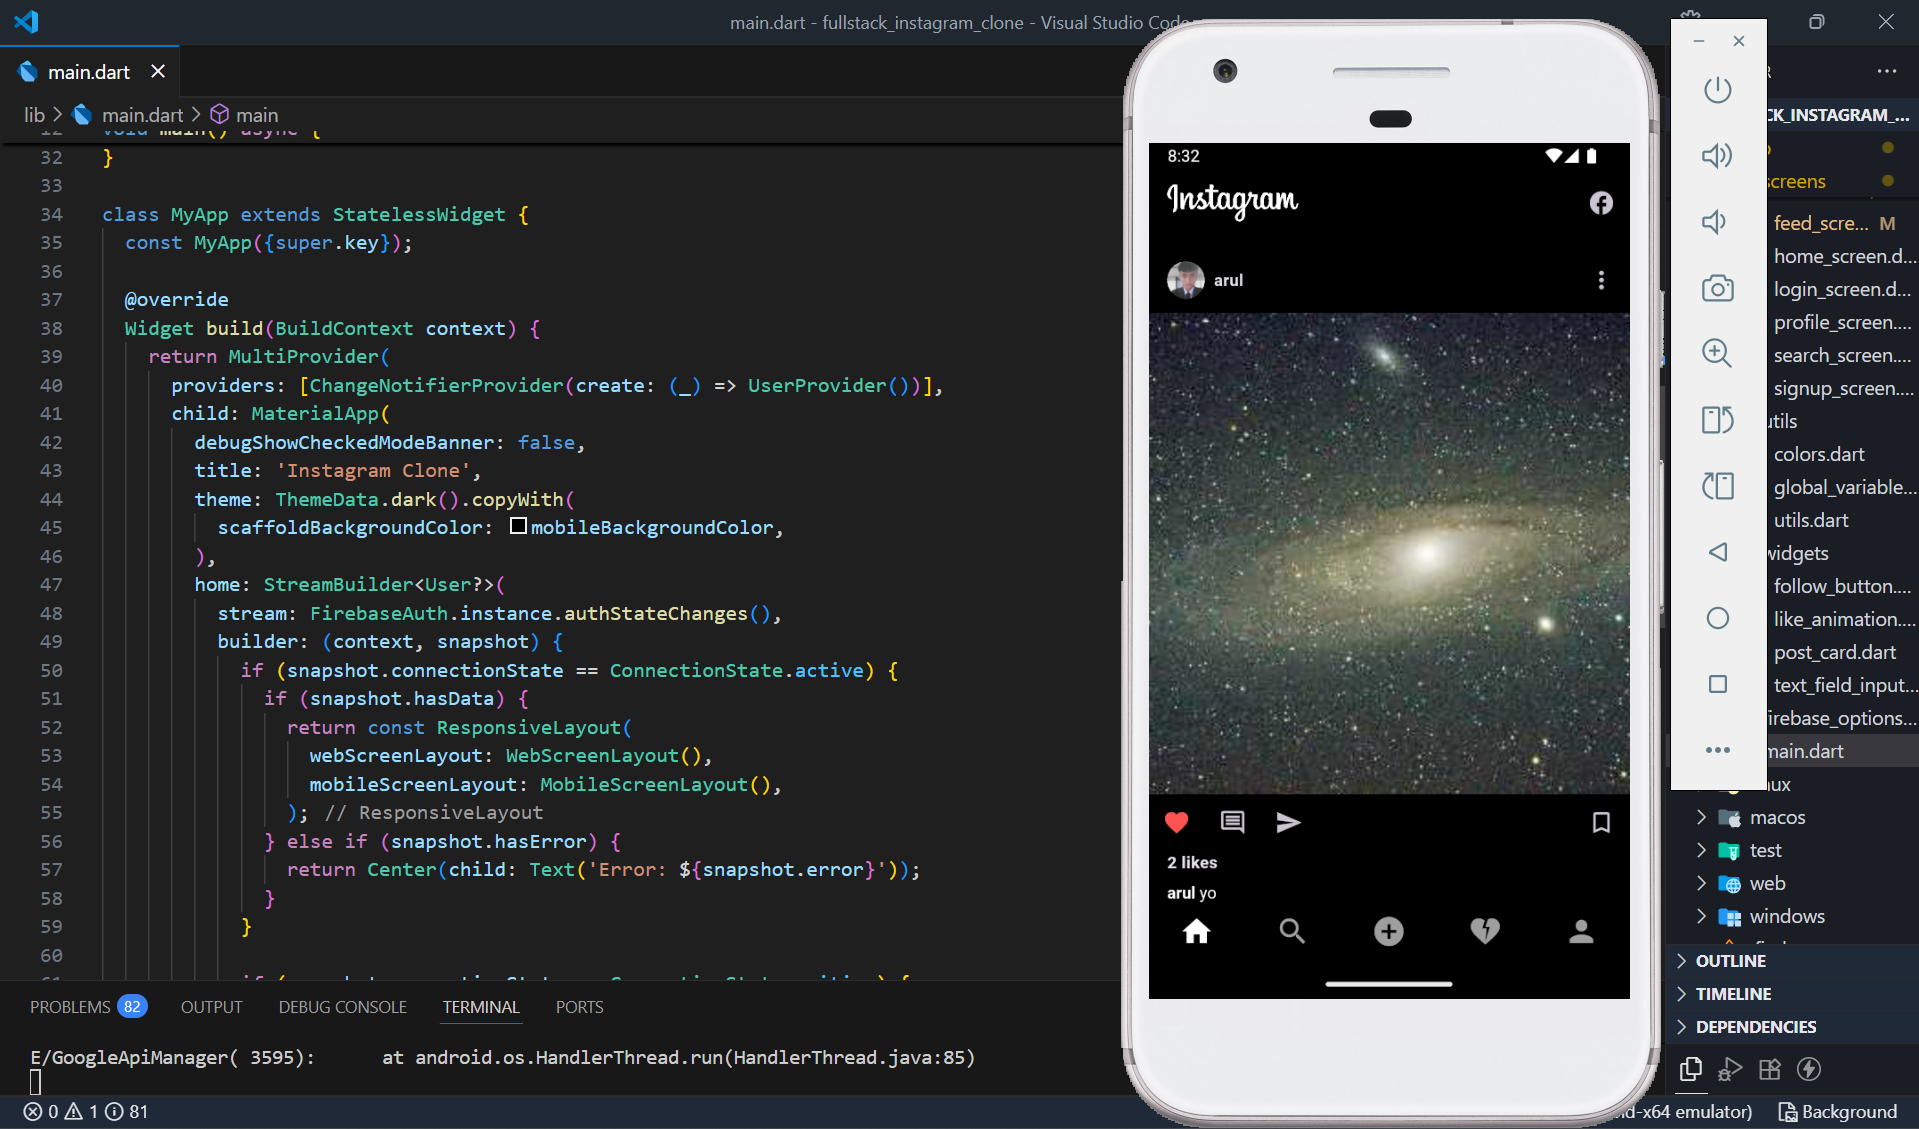 main.dart - fullstack_instagram_clone - Visual Studio Code
main.dart
lib > main.dart > main
12 void main() async {
32 }
33
34 class MyApp extends StatelessWidget {
35 const MyApp({super.key});
36
37 @override
38 Widget build(BuildContext context) {
39 return MultiProvider(
40 providers: [ChangeNotifierProvider(create: (_) => UserProvider())],
41 child: MaterialApp(
42 debugShowCheckedModeBanner: false,
43 title: 'Instagram Clone',
44 theme: ThemeData.dark().copyWith(
45 scaffoldBackgroundColor: mobileBackgroundColor,
46 ),
47 home: StreamBuilder<User?>(
48 stream: FirebaseAuth.instance.authStateChanges(),
49 builder: (context, snapshot) {
50 if (snapshot.connectionState == ConnectionState.active) {
51 if (snapshot.hasData) {
52 return const ResponsiveLayout(
53 webScreenLayout: WebScreenLayout(),
54 mobileScreenLayout: MobileScreenLayout(),
55 ); // ResponsiveLayout
56 } else if (snapshot.hasError) {
57 return Center(child: Text('Error: ${snapshot.error}'));
58 }
59 }
60
PROBLEMS 82 OUTPUT DEBUG CONSOLE TERMINAL PORTS
E/GoogleApiManager( 3595): at android.os.HandlerThread.run(HandlerThread.java:85)
0 1 81
8:32
Instagram
arul
2 likes
arul yo
CK_INSTAGRAM_...
screens
feed_scre... M
home_screen.d...
login_screen.d...
profile_screen....
search_screen....
signup_screen....
utils
colors.dart
global_variable...
utils.dart
widgets
follow_button....
like_animation....
post_card.dart
text_field_input...
firebase_options...
main.dart
nux
macos
test
web
windows
OUTLINE
TIMELINE
DEPENDENCIES
id-x64 emulator) Background